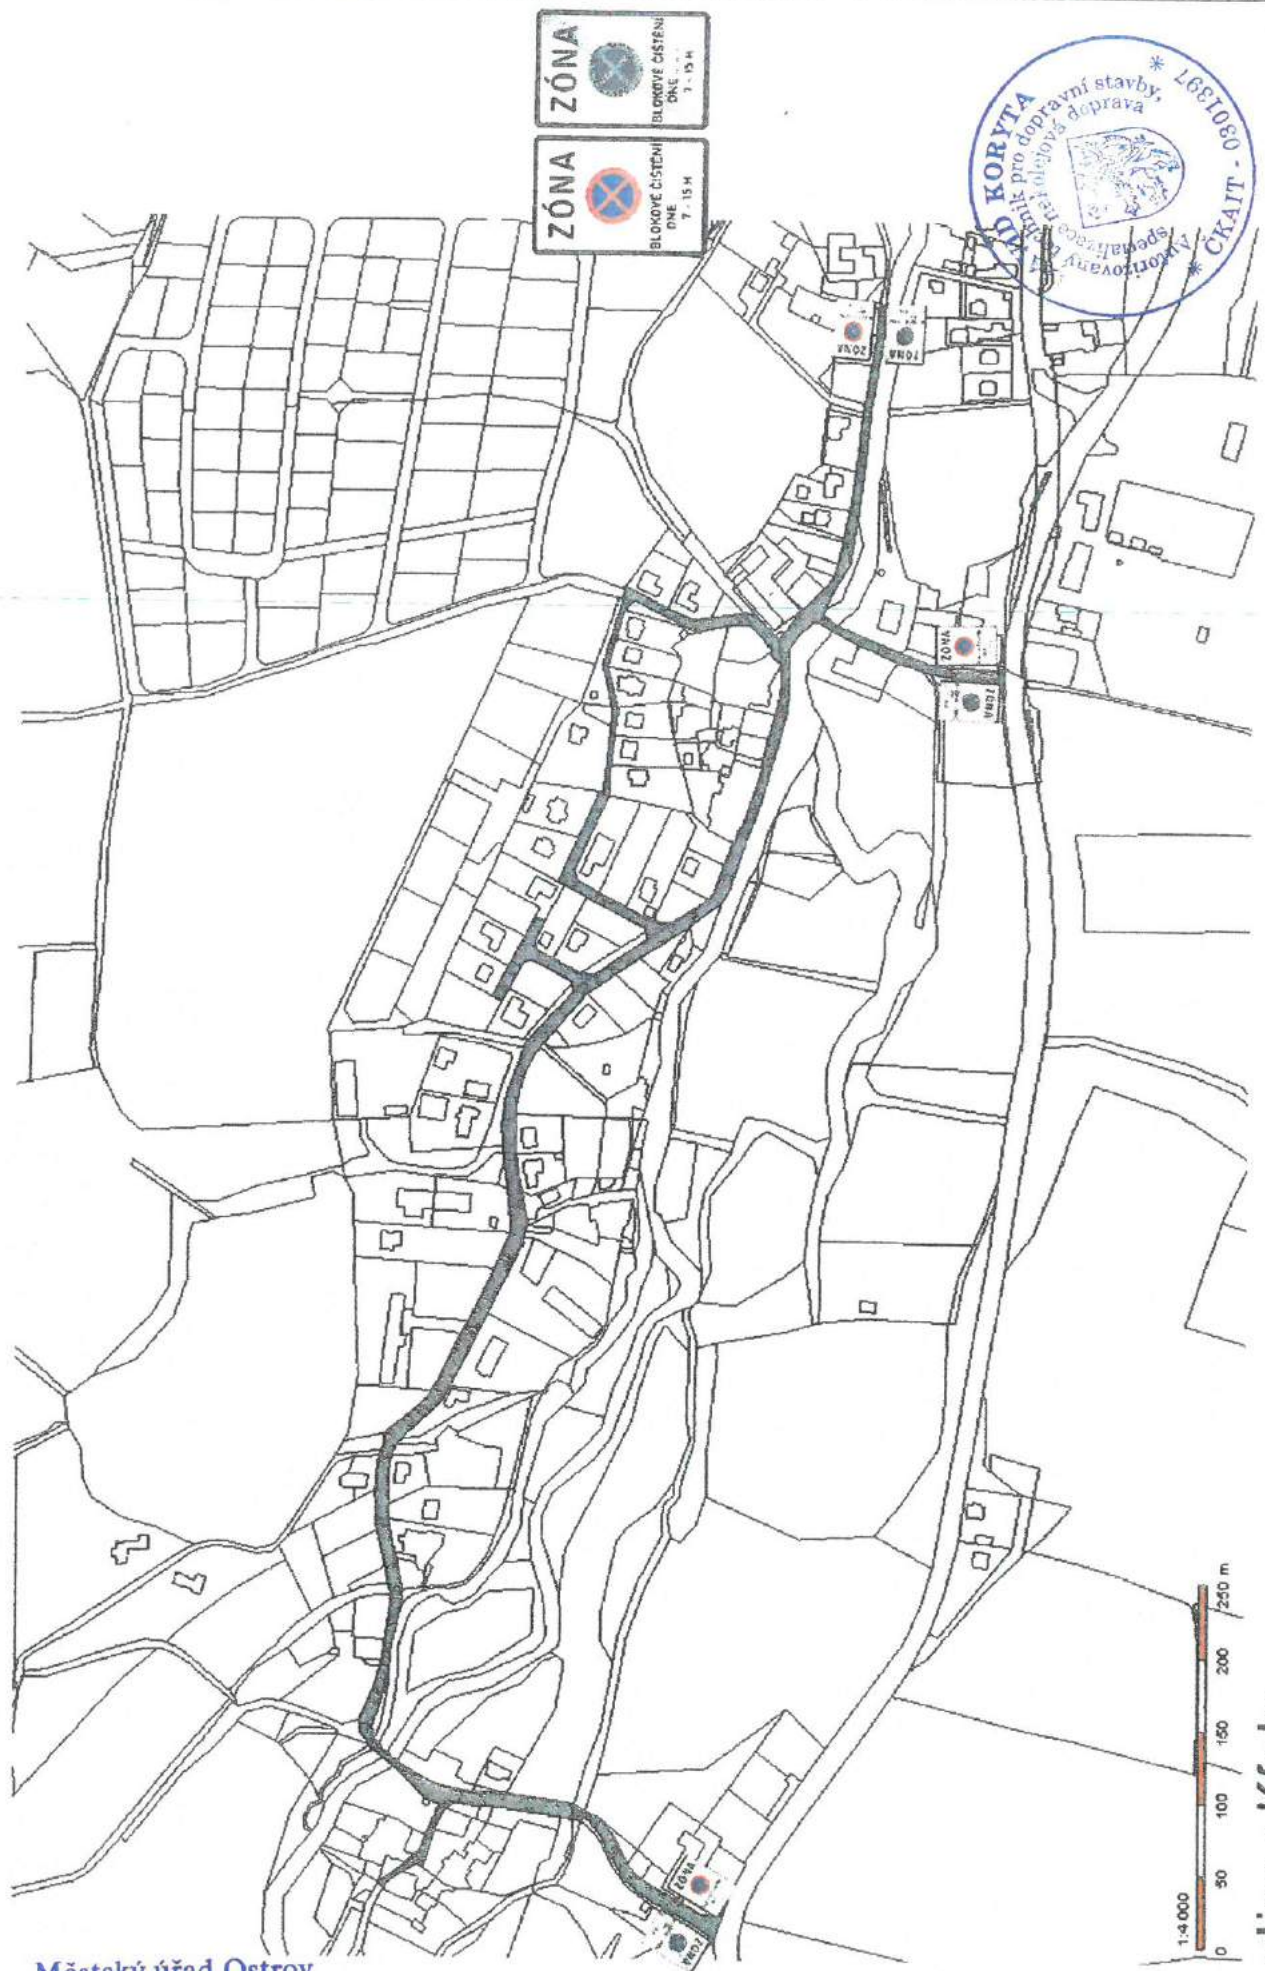 ZÓNA
BLOKOVÉ ČIŠTĚNÍ
DNE
7 - 15 H
ZÓNA
BLOKOVÉ ČIŠTĚNÍ
DNE
7 - 15 H
KORYTA
Autorizovaný technik pro dopravní stavby,
specializace nekolejová doprava
* ČKAIT - 0301397 *
ZÓNA
ZÓNA
ZÓNA
ZÓNA
ZÓNA
ZÓNA
1:4 000
0 50 100 150 200 250 m
Městský úřad Ostrov